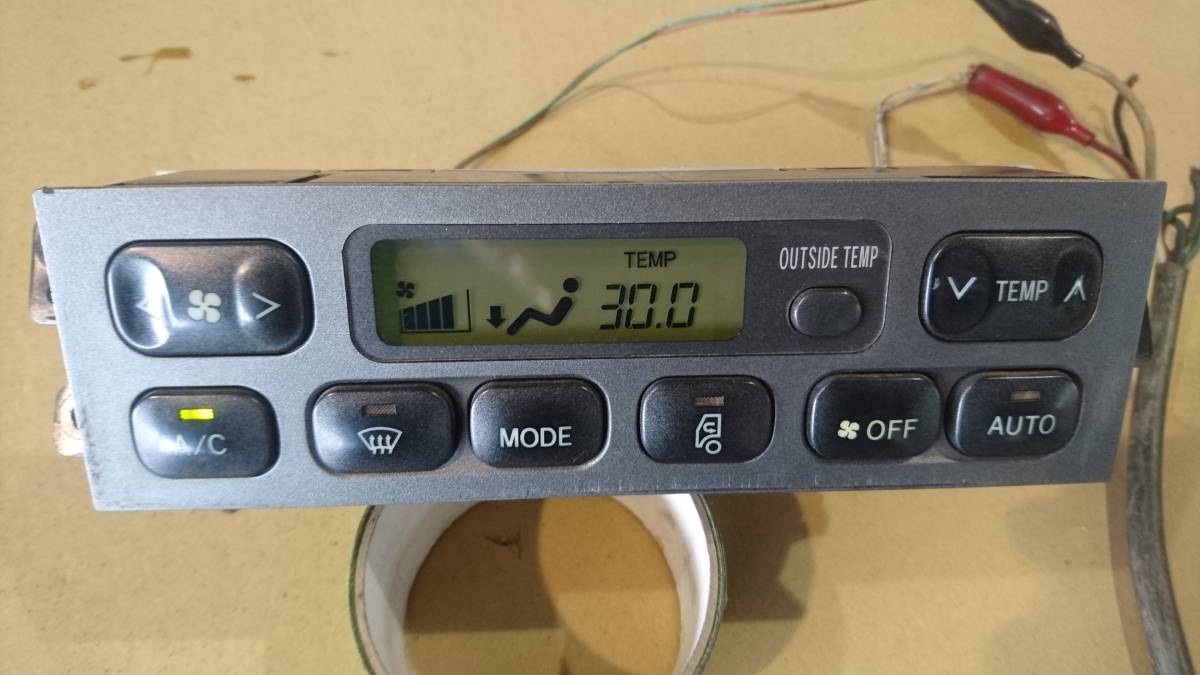 TEMP
30.0
OUTSIDE TEMP
< >
∨ TEMP ∧
A/C
MODE
OFF
AUTO